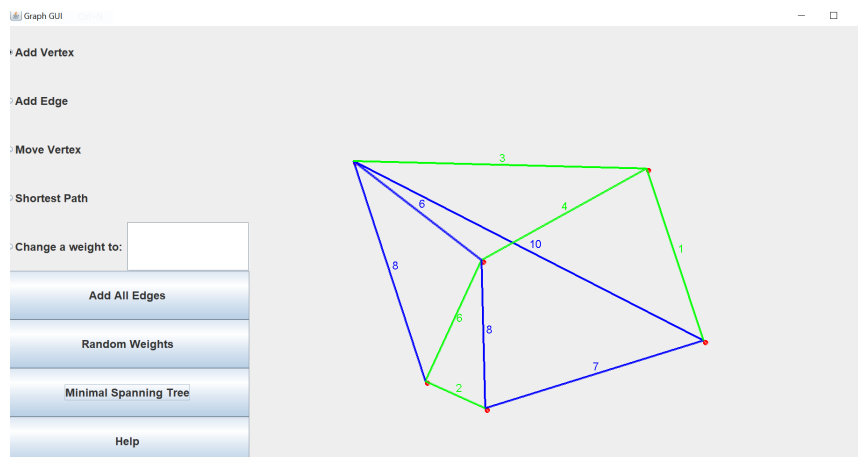 Graph GUI
Add Vertex
Add Edge
Move Vertex
Shortest Path
Change a weight to:
Add All Edges
Random Weights
Minimal Spanning Tree
Help
3
6
4
10
1
8
6
8
7
2